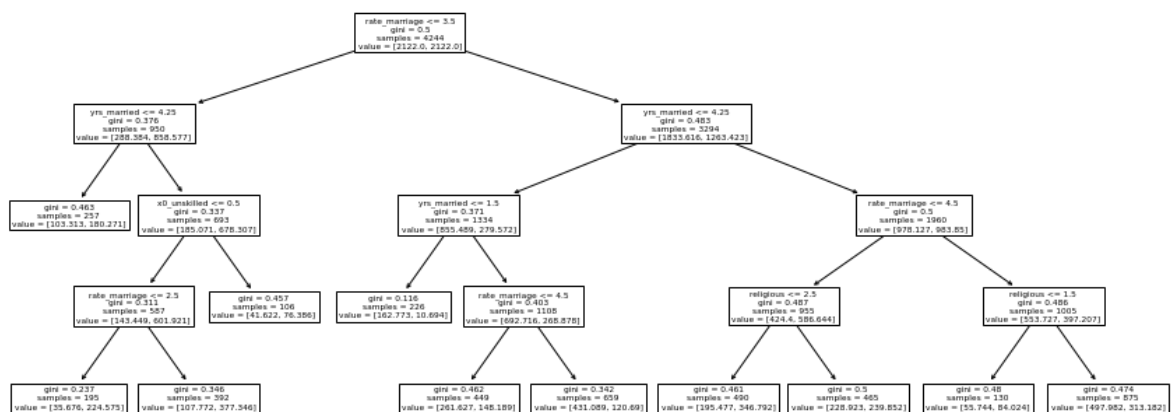 rate_marriage <= 3.5
gini = 0.5
samples = 4244
value = [2122.0, 2122.0]
yrs_married <= 4.25
gini = 0.376
samples = 950
value = [288.384, 858.577]
yrs_married <= 4.25
gini = 0.483
samples = 3294
value = [1833.616, 1263.423]
gini = 0.463
samples = 257
value = [103.313, 180.271]
x0_unskilled <= 0.5
gini = 0.337
samples = 693
value = [185.071, 678.307]
yrs_married <= 1.5
gini = 0.371
samples = 1334
value = [855.489, 279.572]
rate_marriage <= 4.5
gini = 0.5
samples = 1960
value = [978.127, 983.85]
rate_marriage <= 2.5
gini = 0.311
samples = 587
value = [143.449, 601.921]
gini = 0.457
samples = 106
value = [41.622, 76.386]
gini = 0.116
samples = 226
value = [162.773, 10.694]
rate_marriage <= 4.5
gini = 0.403
samples = 1108
value = [692.716, 268.878]
religious <= 2.5
gini = 0.487
samples = 955
value = [424.4, 586.644]
religious <= 1.5
gini = 0.486
samples = 1005
value = [553.727, 397.207]
gini = 0.237
samples = 195
value = [35.676, 224.575]
gini = 0.346
samples = 392
value = [107.772, 377.346]
gini = 0.462
samples = 449
value = [261.627, 148.189]
gini = 0.342
samples = 659
value = [431.089, 120.69]
gini = 0.461
samples = 490
value = [195.477, 346.792]
gini = 0.5
samples = 465
value = [228.923, 239.852]
gini = 0.48
samples = 130
value = [55.744, 84.024]
gini = 0.474
samples = 875
value = [497.982, 313.182]